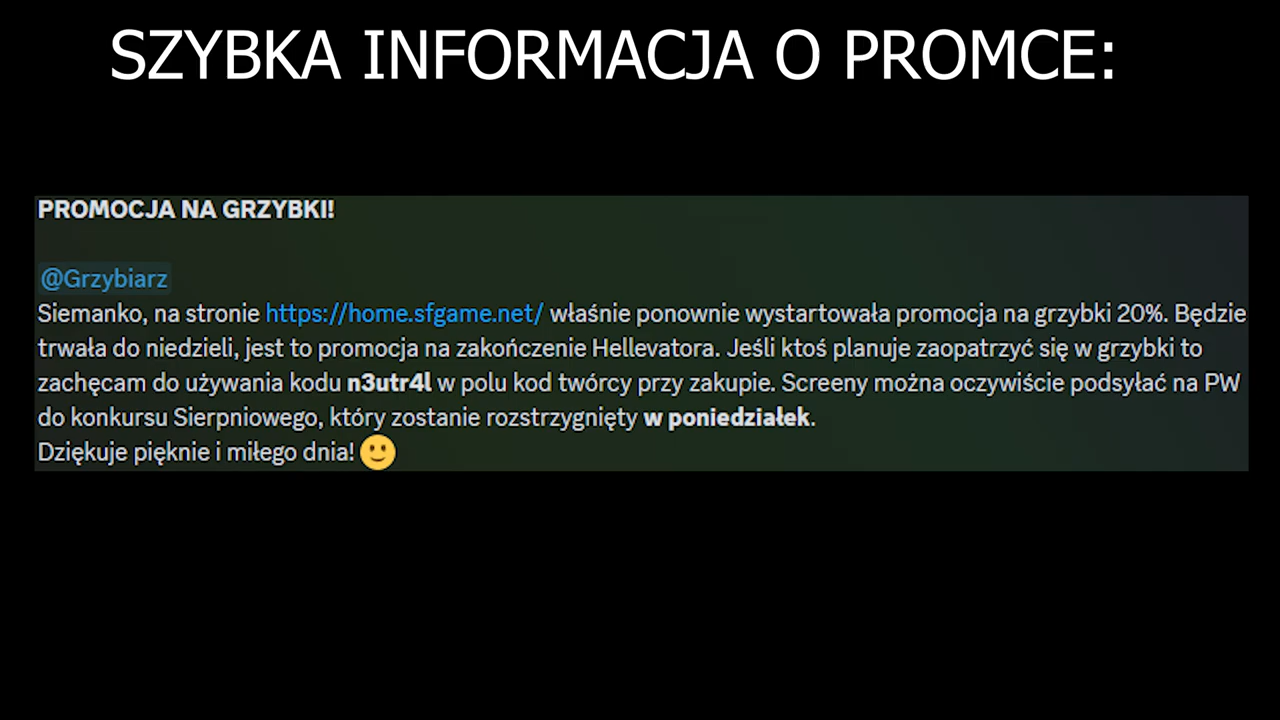 SZYBKA INFORMACJA O PROMCE:
PROMOCJA NA GRZYBKI!
@Grzybiarz
Siemanko, na stronie https://home.sfgame.net/ właśnie ponownie wystartowała promocja na grzybki 20%. Będzie
trwała do niedzieli, jest to promocja na zakończenie Hellevatora. Jeśli ktoś planuje zaopatrzyć się w grzybki to
zachęcam do używania kodu n3utr4l w polu kod twórcy przy zakupie. Screeny można oczywiście podsyłać na PW
do konkursu Sierpniowego, który zostanie rozstrzygnięty w poniedziałek.
Dziękuje pięknie i miłego dnia! 🙂